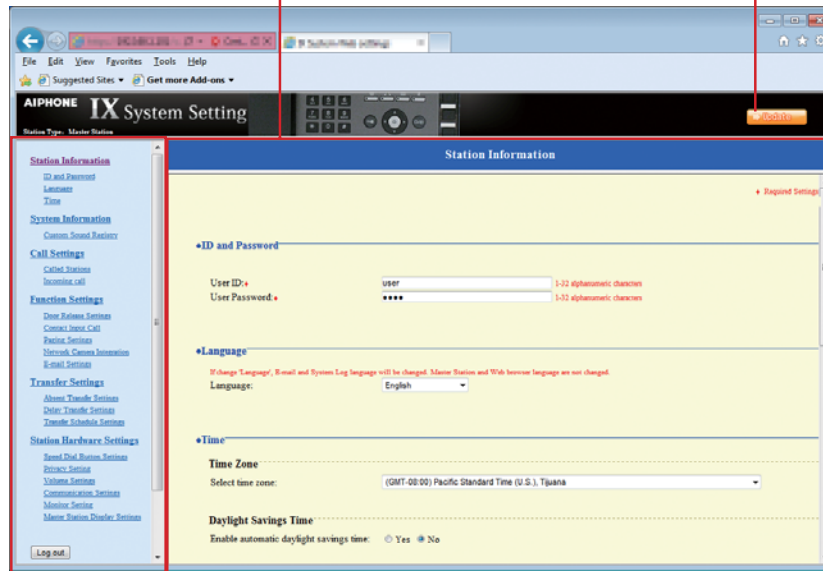 File Edit View Favorites Tools Help
Suggested Sites Get more Add-ons
AIPHONE IX System Setting
Station Type: Master Station
Update
Station Information
ID and Password
Language
Time
System Information
Custom Sound Registry
Call Settings
Called Stations
Incoming call
Function Settings
Door Release Settings
Contact Input Call
Paging Settings
Network Camera Integration
E-mail Settings
Transfer Settings
Absent Transfer Settings
Delay Transfer Settings
Transfer Schedule Settings
Station Hardware Settings
Speed Dial Button Settings
Privacy Setting
Volume Settings
Communication Settings
Monitor Setting
Master Station Display Settings
Log out
Station Information
♦ Required Settings
•ID and Password
User ID:♦ user 1-32 alphanumeric characters
User Password:♦ •••• 1-32 alphanumeric characters
•Language
If change 'Language', E-mail and System Log language will be changed. Master Station and Web browser language are not changed.
Language: English
•Time
Time Zone
Select time zone: (GMT-08:00) Pacific Standard Time (U.S.), Tijuana
Daylight Savings Time
Enable automatic daylight savings time: Yes No